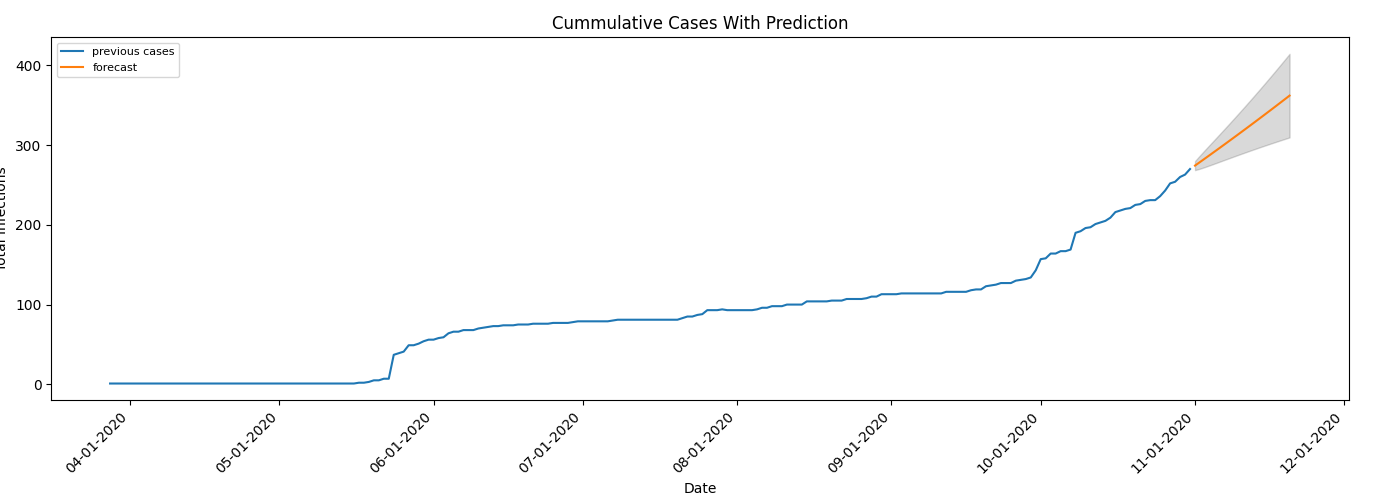 Cummulative Cases With Prediction
previous cases
forecast
400
300
200
100
0
Total Infections
04-01-2020
05-01-2020
06-01-2020
07-01-2020
08-01-2020
09-01-2020
10-01-2020
11-01-2020
12-01-2020
Date